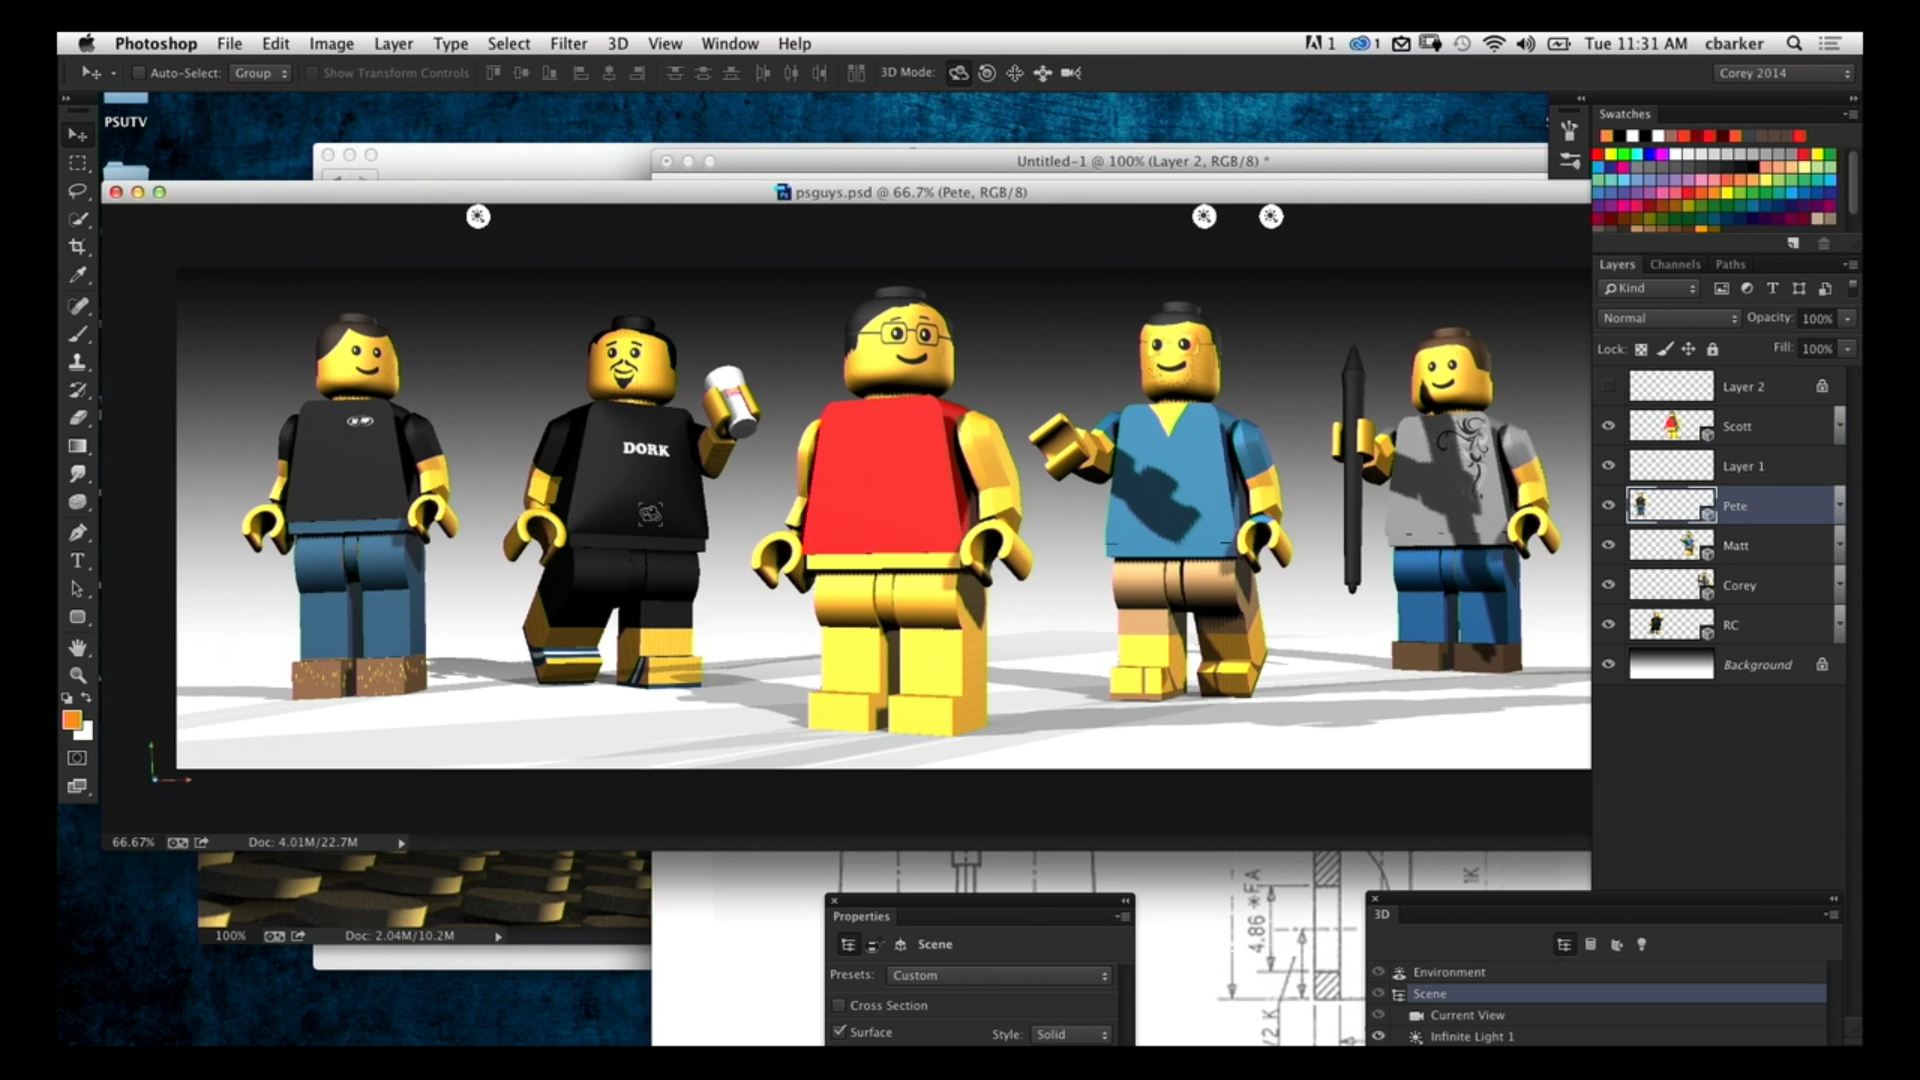 Photoshop File Edit Image Layer Type Select Filter 3D View Window Help 1 1 Tue 11:31 AM cbarker
Auto-Select: Group Show Transform Controls 3D Mode: Corey 2014
PSUTV
Swatches
Untitled-1 @ 100% (Layer 2, RGB/8) *
psguys.psd @ 66.7% (Pete, RGB/8)
Layers Channels Paths
Kind
Normal Opacity: 100%
Lock: Fill: 100%
Layer 2
Scott
Layer 1
Pete
Matt
Corey
RC
Background
DORK
66.67% Doc: 4.01M/22.7M
100% Doc: 2.04M/10.2M
4.86 *
Properties
Scene
Presets: Custom
Cross Section
Surface Style: Solid
3D
Environment
Scene
Current View
Infinite Light 1